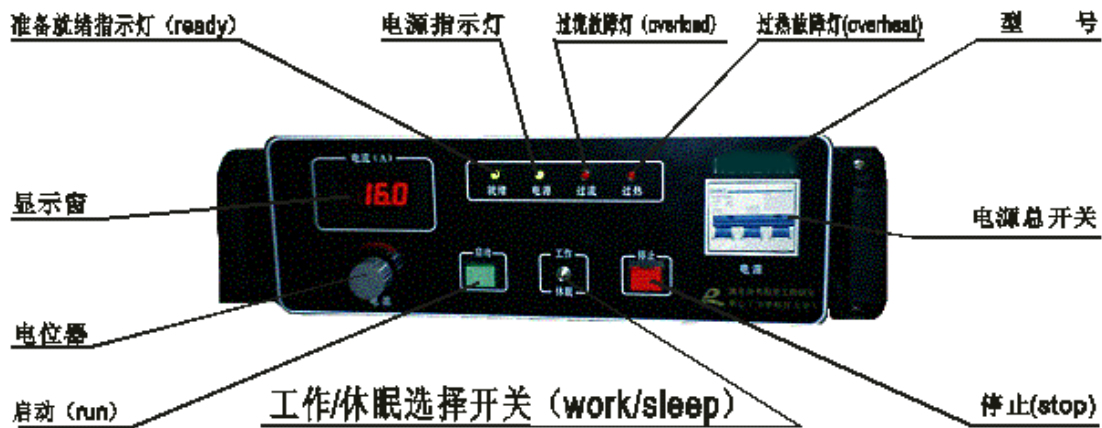 准备就绪指示灯（ready）
电源指示灯
过流故障灯（overload）
过热故障灯(overheat)
型 号
电流(A)
16.0
就绪 电源 过流 过热
显示窗
电源总开关
启动
工作
停止
休眠
电源
电流
电位器
启动（run）
工作/休眠选择开关（work/sleep）
停止(stop)